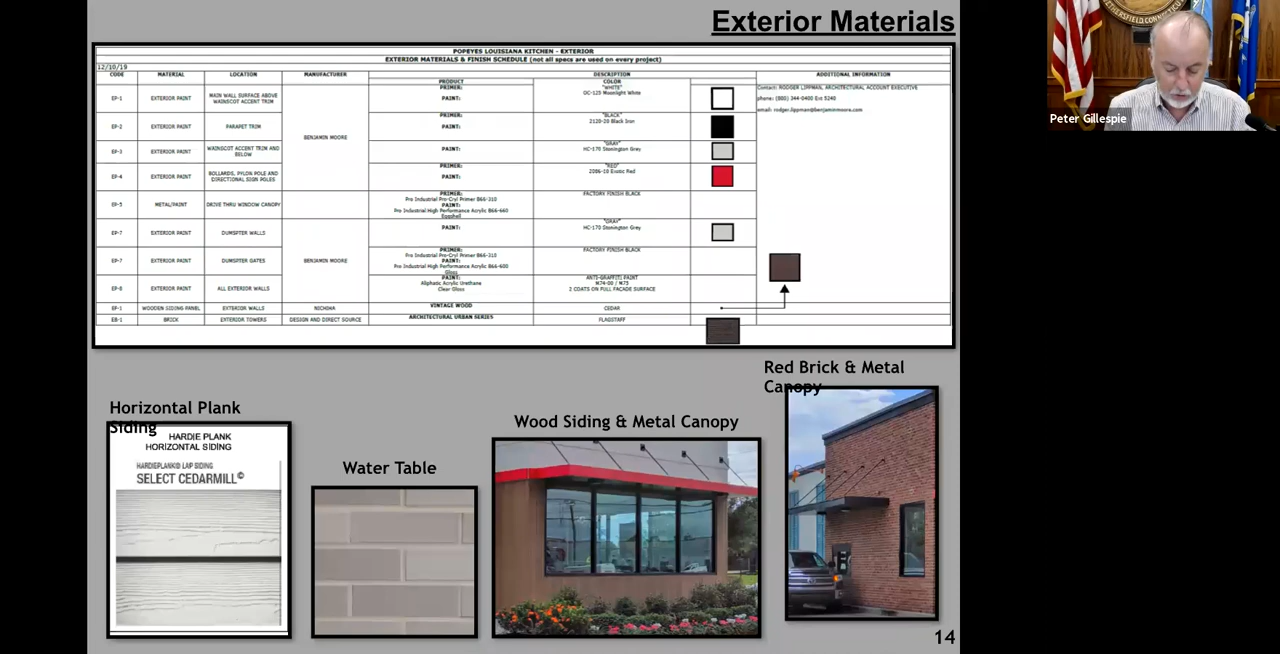 Exterior Materials
POPEYES LOUISIANA KITCHEN - EXTERIOR
EXTERIOR MATERIALS & FINISH SCHEDULE (not all specs are used on every project)
12/10/19
CODE MATERIAL LOCATION MANUFACTURER DESCRIPTION ADDITIONAL INFORMATION
PRODUCT COLOR
EP-1 EXTERIOR PAINT MAIN WALL SURFACE ABOVE WAINSCOT ACCENT TRIM PRIMER: PAINT: "WHITE" OC-125 Moonlight White
Contact: RODGER LIPPMAN, ARCHITECTURAL ACCOUNT EXECUTIVE
phone: (800) 344-0400 Ext 5240
email: rodger.lippman@benjaminmoore.com
EP-2 EXTERIOR PAINT PARAPET TRIM BENJAMIN MOORE PRIMER: PAINT: "BLACK" 2120-20 Black Iron
EP-3 EXTERIOR PAINT WAINSCOT ACCENT TRIM AND BELOW PAINT: "GRAY" HC-170 Stonington Grey
EP-4 EXTERIOR PAINT BOLLARDS, PYLON POLE AND DIRECTIONAL SIGN POLES PRIMER: PAINT: "RED" 2086-10 Exotic Red
EP-5 METAL/PAINT DRIVE THRU WINDOW CANOPY PRIMER: Pro Industrial Pro-Cryl Primer B66-310 PAINT: Pro Industrial High Performance Acrylic B66-660 Eggshell FACTORY FINISH BLACK
EP-7 EXTERIOR PAINT DUMSPTER WALLS PAINT: "GRAY" HC-170 Stonington Grey
EP-7 EXTERIOR PAINT DUMSPTER GATES BENJAMIN MOORE PRIMER: Pro Industrial Pro-Cryl Primer B66-310 PAINT: Pro Industrial High Performance Acrylic B66-600 Gloss FACTORY FINISH BLACK
EP-8 EXTERIOR PAINT ALL EXTERIOR WALLS PAINT: Aliphatic Acrylic Urethane Clear Gloss ANTI-GRAFFITI PAINT M74-00 / M75 2 COATS ON FULL FACADE SURFACE
EF-1 WOODEN SIDING PANEL EXTERIOR WALLS NICHIHA VINTAGE WOOD CEDAR
EB-1 BRICK EXTERIOR TOWERS DESIGN AND DIRECT SOURCE ARCHITECTURAL URBAN SERIES FLAGSTAFF
Horizontal Plank
Siding
HARDIE PLANK
HORIZONTAL SIDING
HARDIEPLANK® LAP SIDING
SELECT CEDARMILL©
Water Table
Wood Siding & Metal Canopy
Red Brick & Metal
Canopy
14
Peter Gillespie